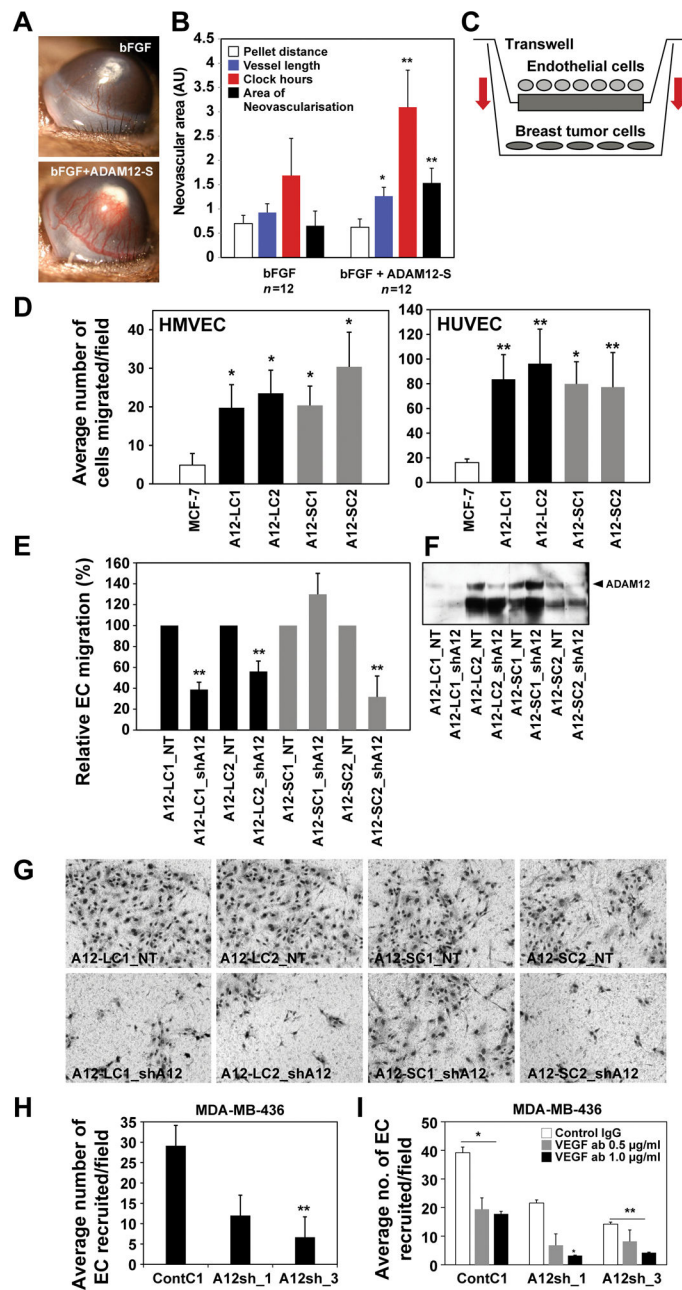 A
bFGF
bFGF+ADAM12-S
B
Neovascular area (AU)
4.5
4
3.5
3
2.5
2
1.5
1
0.5
0
Pellet distance
Vessel length
Clock hours
Area of
Neovascularisation
*
**
**
bFGF
n=12
bFGF + ADAM12-S
n=12
C
Transwell
Endothelial cells
Breast tumor cells
D
Average number of
cells migrated/field
HMVEC
40
30
20
10
0
*
*
*
*
MCF-7
A12-LC1
A12-LC2
A12-SC1
A12-SC2
HUVEC
120
100
80
60
40
20
0
**
**
*
**
MCF-7
A12-LC1
A12-LC2
A12-SC1
A12-SC2
E
Relative EC migration (%)
160
140
120
100
80
60
40
20
0
**
**
**
A12-LC1_NT
A12-LC1_shA12
A12-LC2_NT
A12-LC2_shA12
A12-SC1_NT
A12-SC1_shA12
A12-SC2_NT
A12-SC2_shA12
F
ADAM12
A12-LC1_NT
A12-LC1_shA12
A12-LC2_NT
A12-LC2_shA12
A12-SC1_NT
A12-SC1_shA12
A12-SC2_NT
A12-SC2_shA12
G
A12-LC1_NT
A12-LC2_NT
A12-SC1_NT
A12-SC2_NT
A12-LC1_shA12
A12-LC2_shA12
A12-SC1_shA12
A12-SC2_shA12
H
MDA-MB-436
Average number of
EC recruited/field
35
30
25
20
15
10
5
0
**
ContC1
A12sh_1
A12sh_3
I
MDA-MB-436
Average no. of EC
recruited/field
50
40
30
20
10
0
Control IgG
VEGF ab 0.5 µg/ml
VEGF ab 1.0 µg/ml
*
*
**
ContC1
A12sh_1
A12sh_3